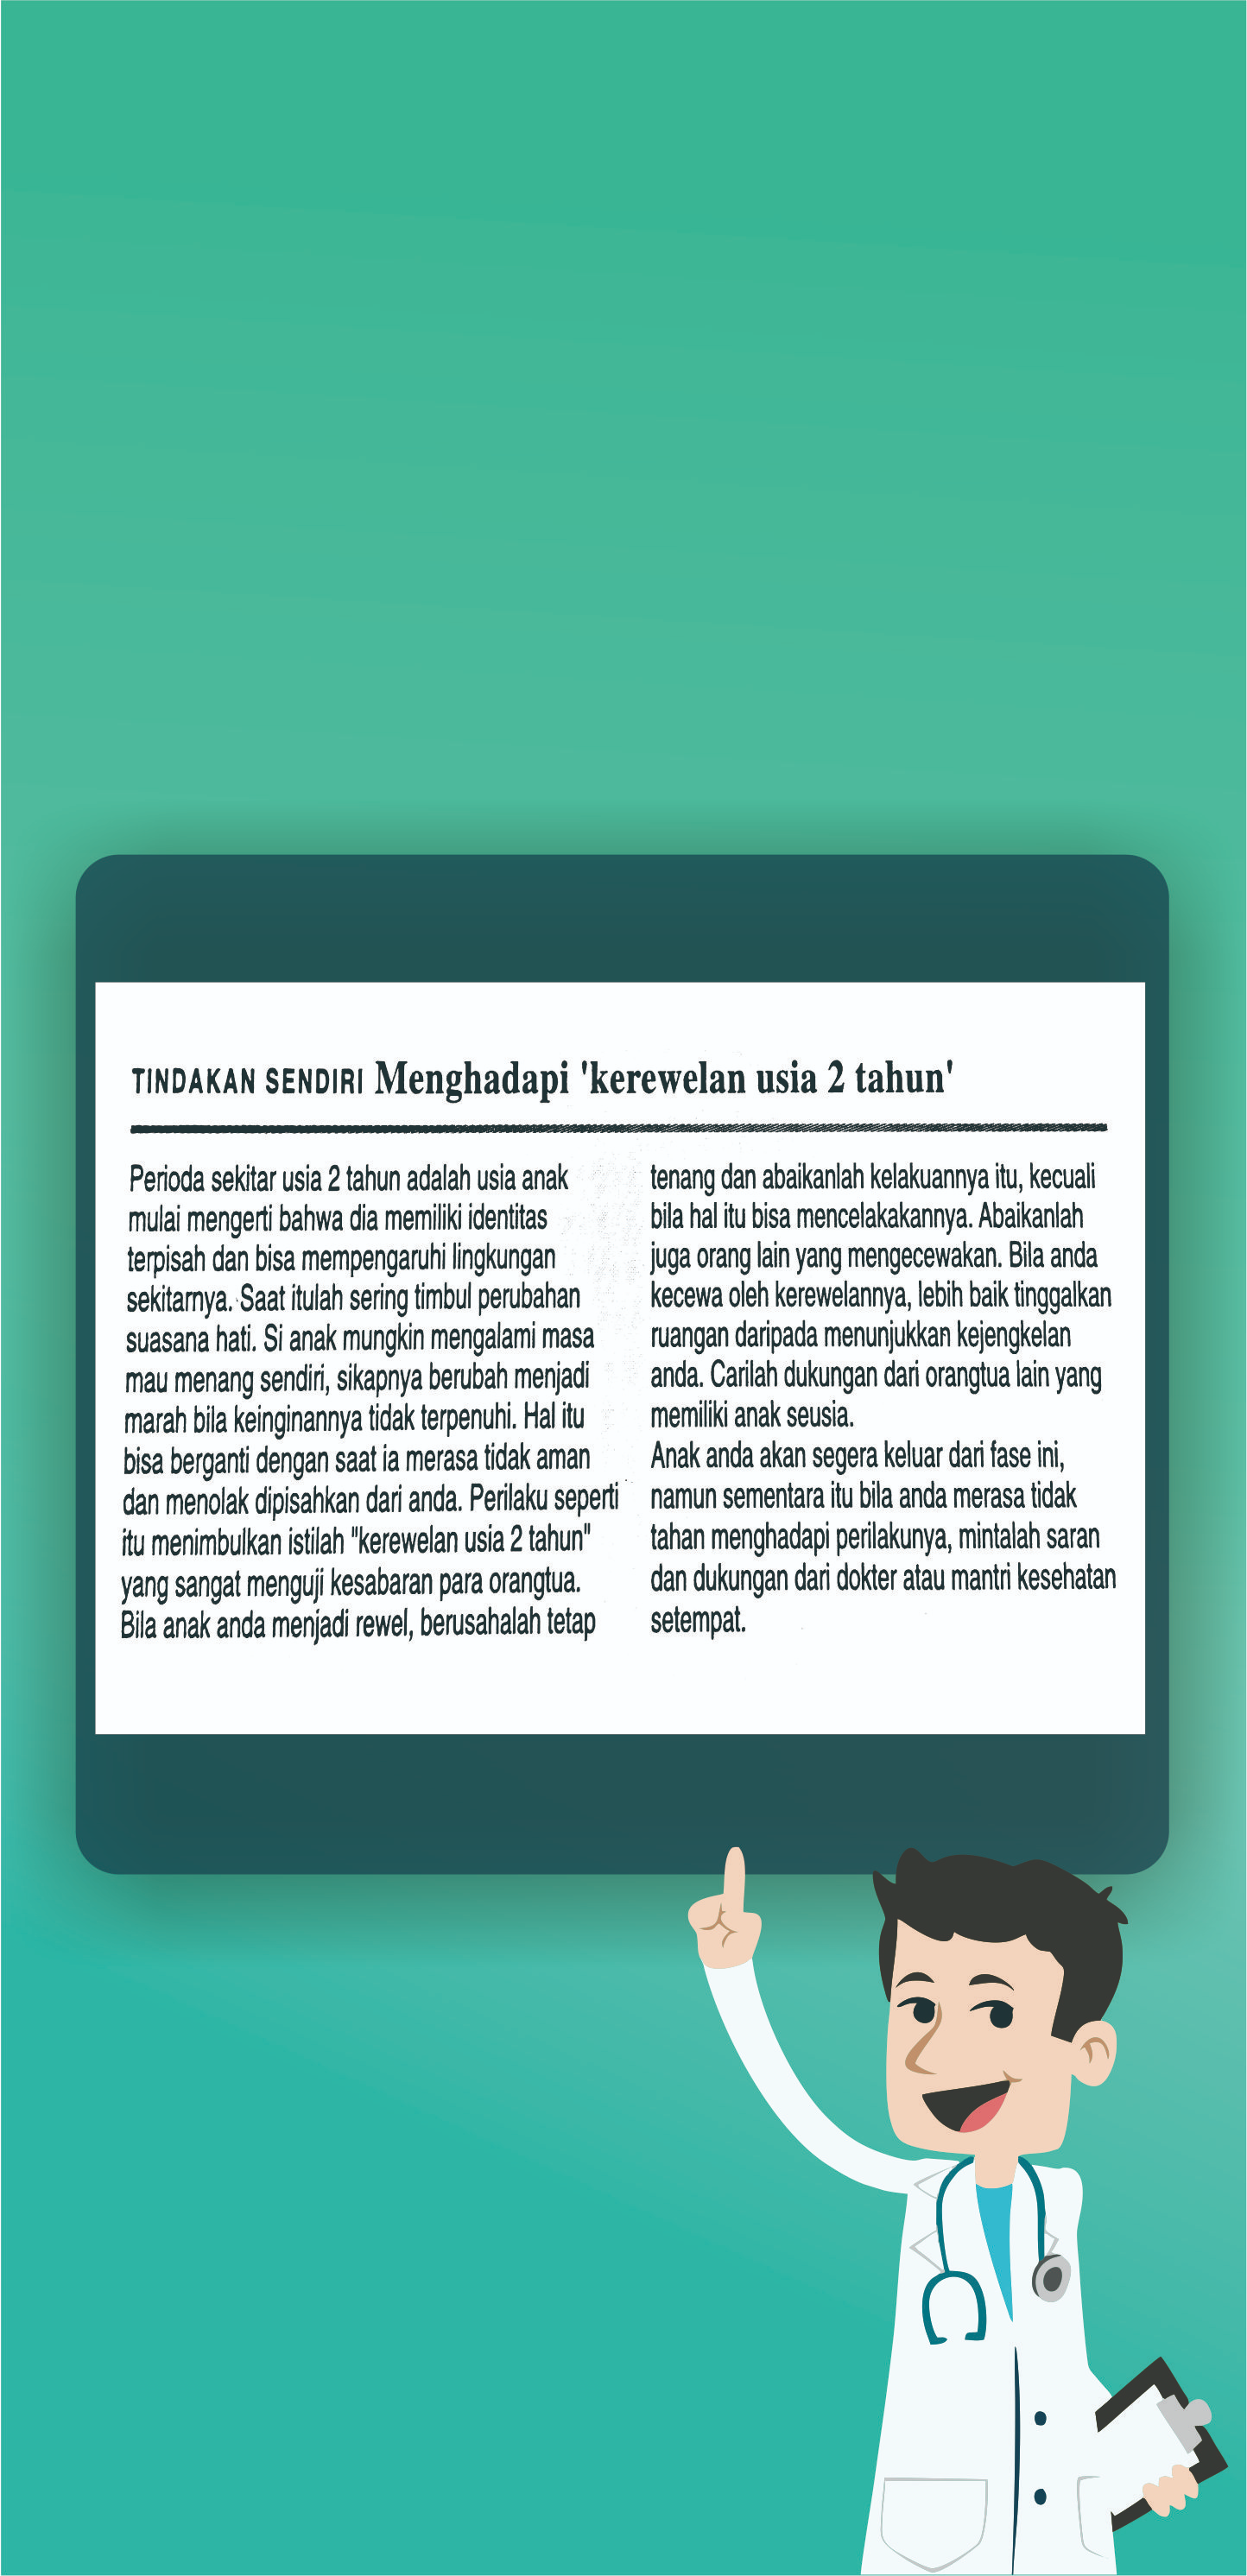 TINDAKAN SENDIRI Menghadapi 'kerewelan usia 2 tahun'
Perioda sekitar usia 2 tahun adalah usia anak
mulai mengerti bahwa dia memiliki identitas
terpisah dan bisa mempengaruhi lingkungan
sekitarnya. Saat itulah sering timbul perubahan
suasana hati. Si anak mungkin mengalami masa
mau menang sendiri, sikapnya berubah menjadi
marah bila keinginannya tidak terpenuhi. Hal itu
bisa berganti dengan saat ia merasa tidak aman
dan menolak dipisahkan dari anda. Perilaku seperti
itu menimbulkan istilah "kerewelan usia 2 tahun"
yang sangat menguji kesabaran para orangtua.
Bila anak anda menjadi rewel, berusahalah tetap
tenang dan abaikanlah kelakuannya itu, kecuali
bila hal itu bisa mencelakakannya. Abaikanlah
juga orang lain yang mengecewakan. Bila anda
kecewa oleh kerewelannya, lebih baik tinggalkan
ruangan daripada menunjukkan kejengkelan
anda. Carilah dukungan dari orangtua lain yang
memiliki anak seusia.
Anak anda akan segera keluar dari fase ini,
namun sementara itu bila anda merasa tidak
tahan menghadapi perilakunya, mintalah saran
dan dukungan dari dokter atau mantri kesehatan
setempat.